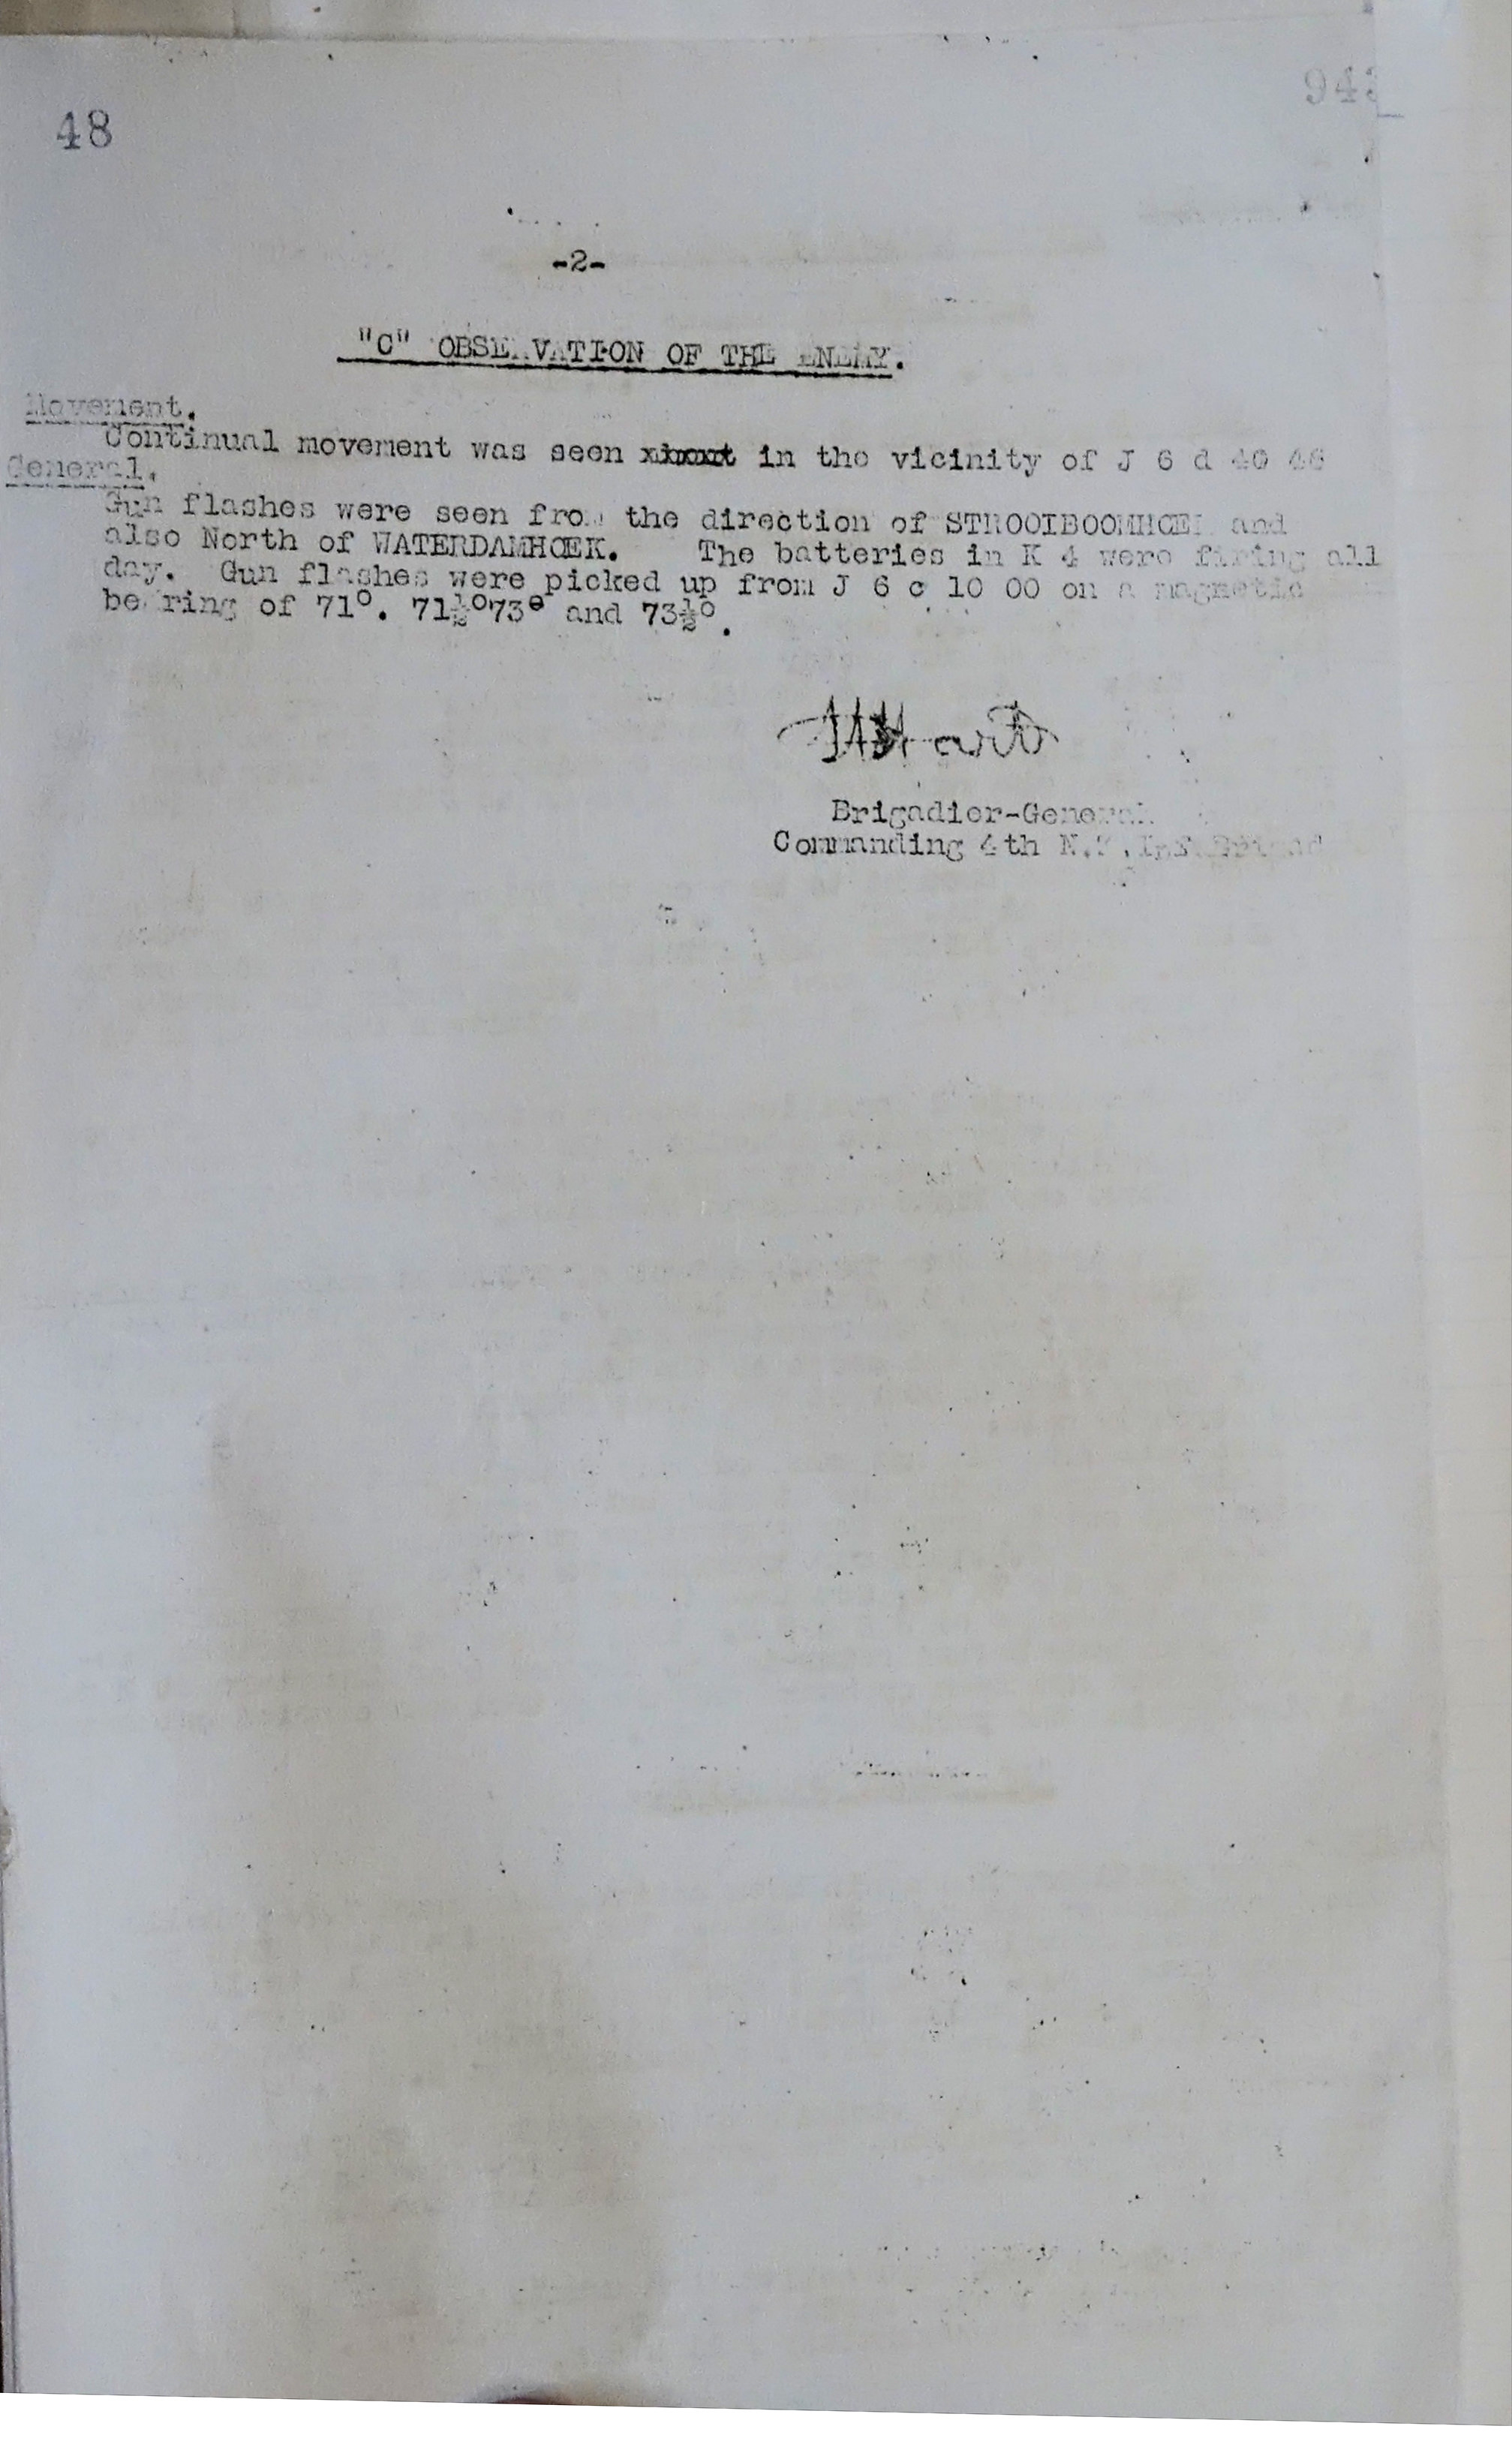 48
943
-2-
"C" OBSERVATION OF THE ENEMY.
Movement.
Continual movement was seen in the vicinity of J 6 d 40 46
General.
Gun flashes were seen from the direction of STROOIBOOMHOEK and
also North of WATERDAMHOEK. The batteries in K 4 were firing all
day. Gun flashes were picked up from J 6 c 10 00 on a magnetic
bearing of 71°. 71½°73° and 73½°.
Brigadier-General
Commanding 4th N.Z.